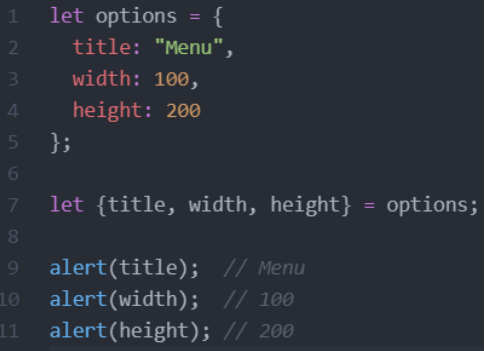 1 let options = {
2   title: "Menu",
3   width: 100,
4   height: 200
5 };
6
7 let {title, width, height} = options;
8
9 alert(title);  // Menu
10 alert(width);  // 100
11 alert(height); // 200